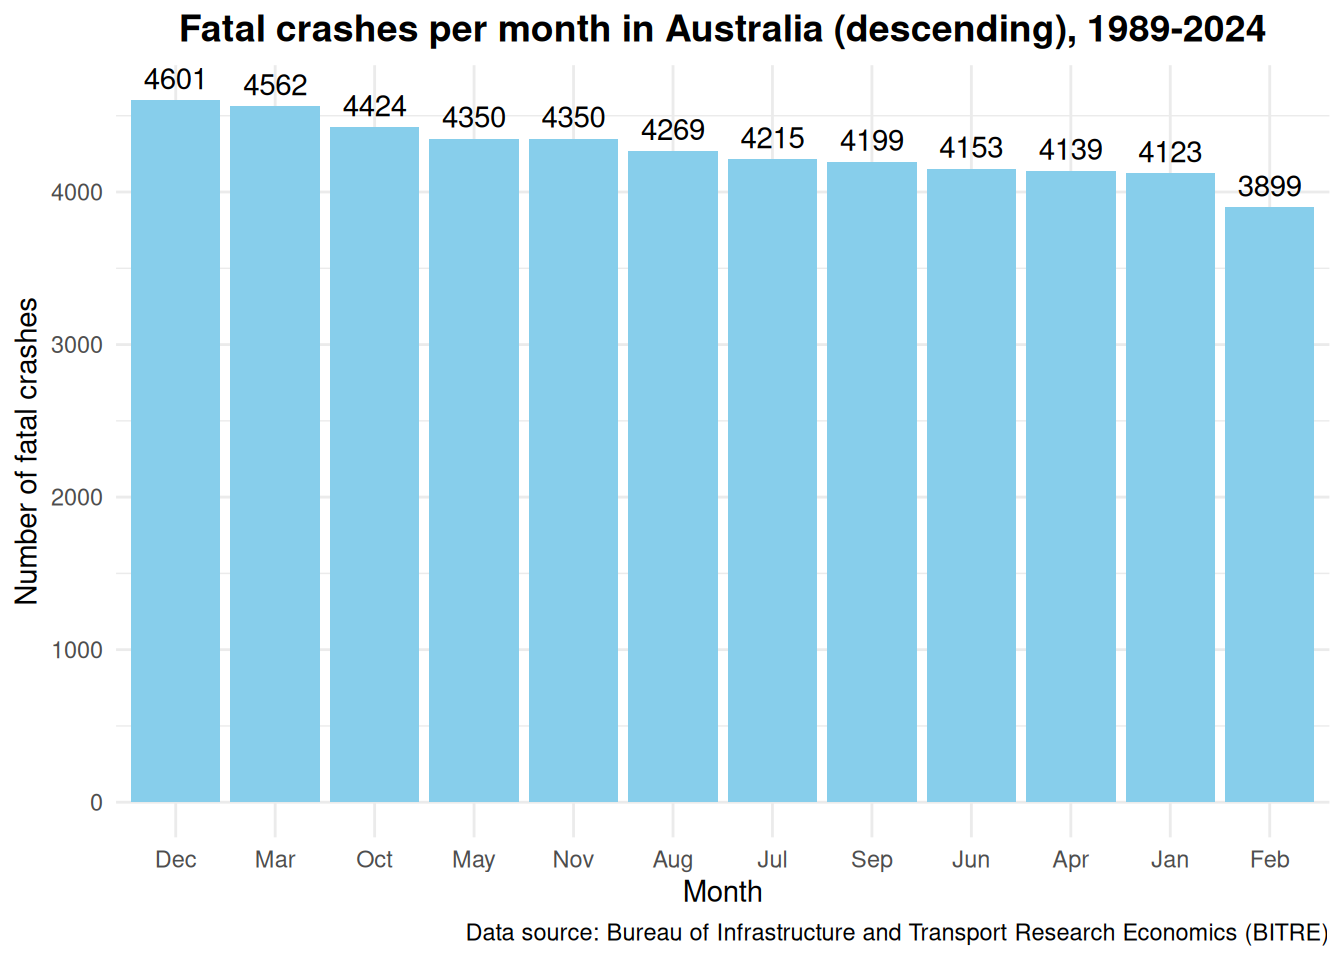 Fatal crashes per month in Australia (descending), 1989-2024
4601 4562 4424 4350 4350 4269 4215 4199 4153 4139 4123 3899
Number of fatal crashes
4000
3000
2000
1000
0
Dec Mar Oct May Nov Aug Jul Sep Jun Apr Jan Feb
Month
Data source: Bureau of Infrastructure and Transport Research Economics (BITRE)